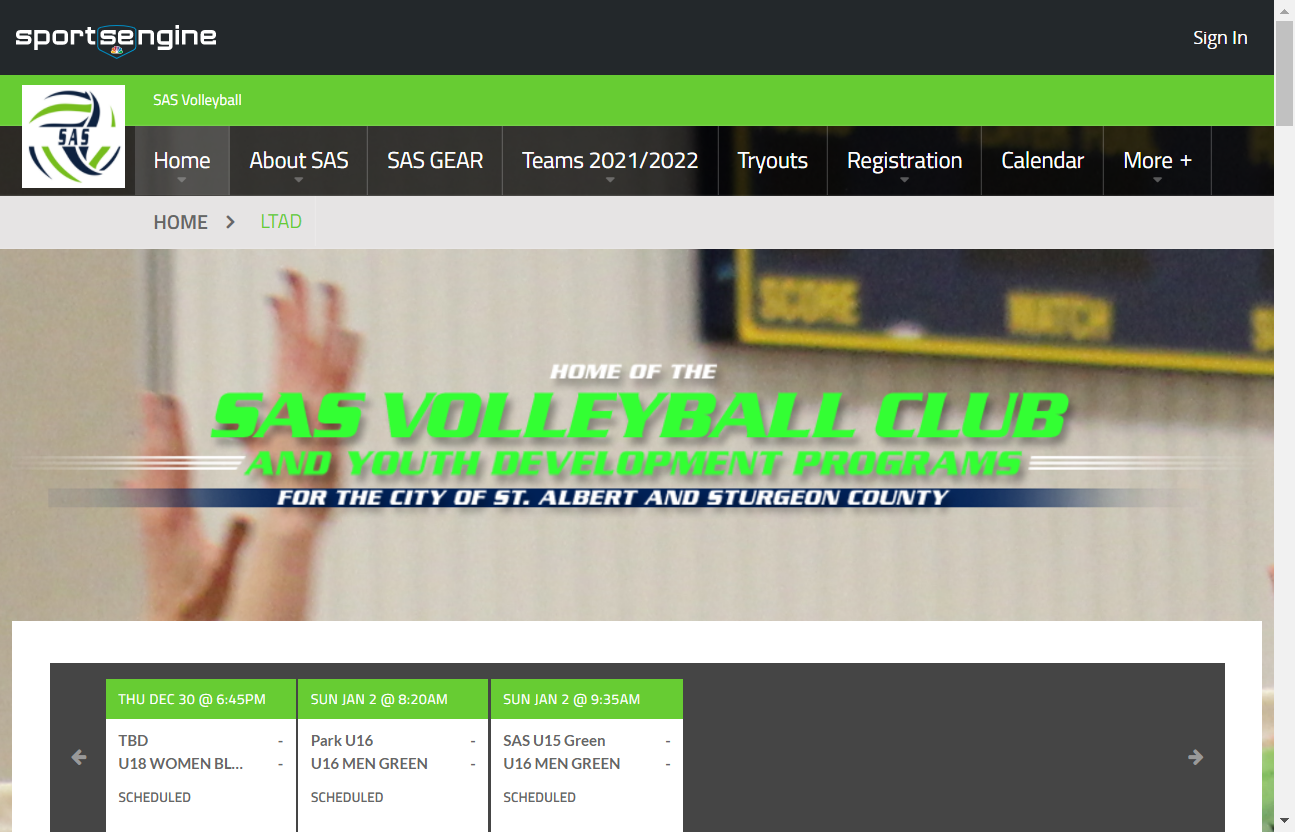 sportsengine
Sign In
SAS Volleyball
SAS
Home
About SAS
SAS GEAR
Teams 2021/2022
Tryouts
Registration
Calendar
More +
HOME
LTAD
SCORE
MATCH
HOME OF THE
SAS VOLLEYBALL CLUB
AND YOUTH DEVELOPMENT PROGRAMS
FOR THE CITY OF ST. ALBERT AND STURGEON COUNTY
THU DEC 30 @ 6:45PM
TBD -
U18 WOMEN BL... -
SCHEDULED
SUN JAN 2 @ 8:20AM
Park U16 -
U16 MEN GREEN -
SCHEDULED
SUN JAN 2 @ 9:35AM
SAS U15 Green -
U16 MEN GREEN -
SCHEDULED